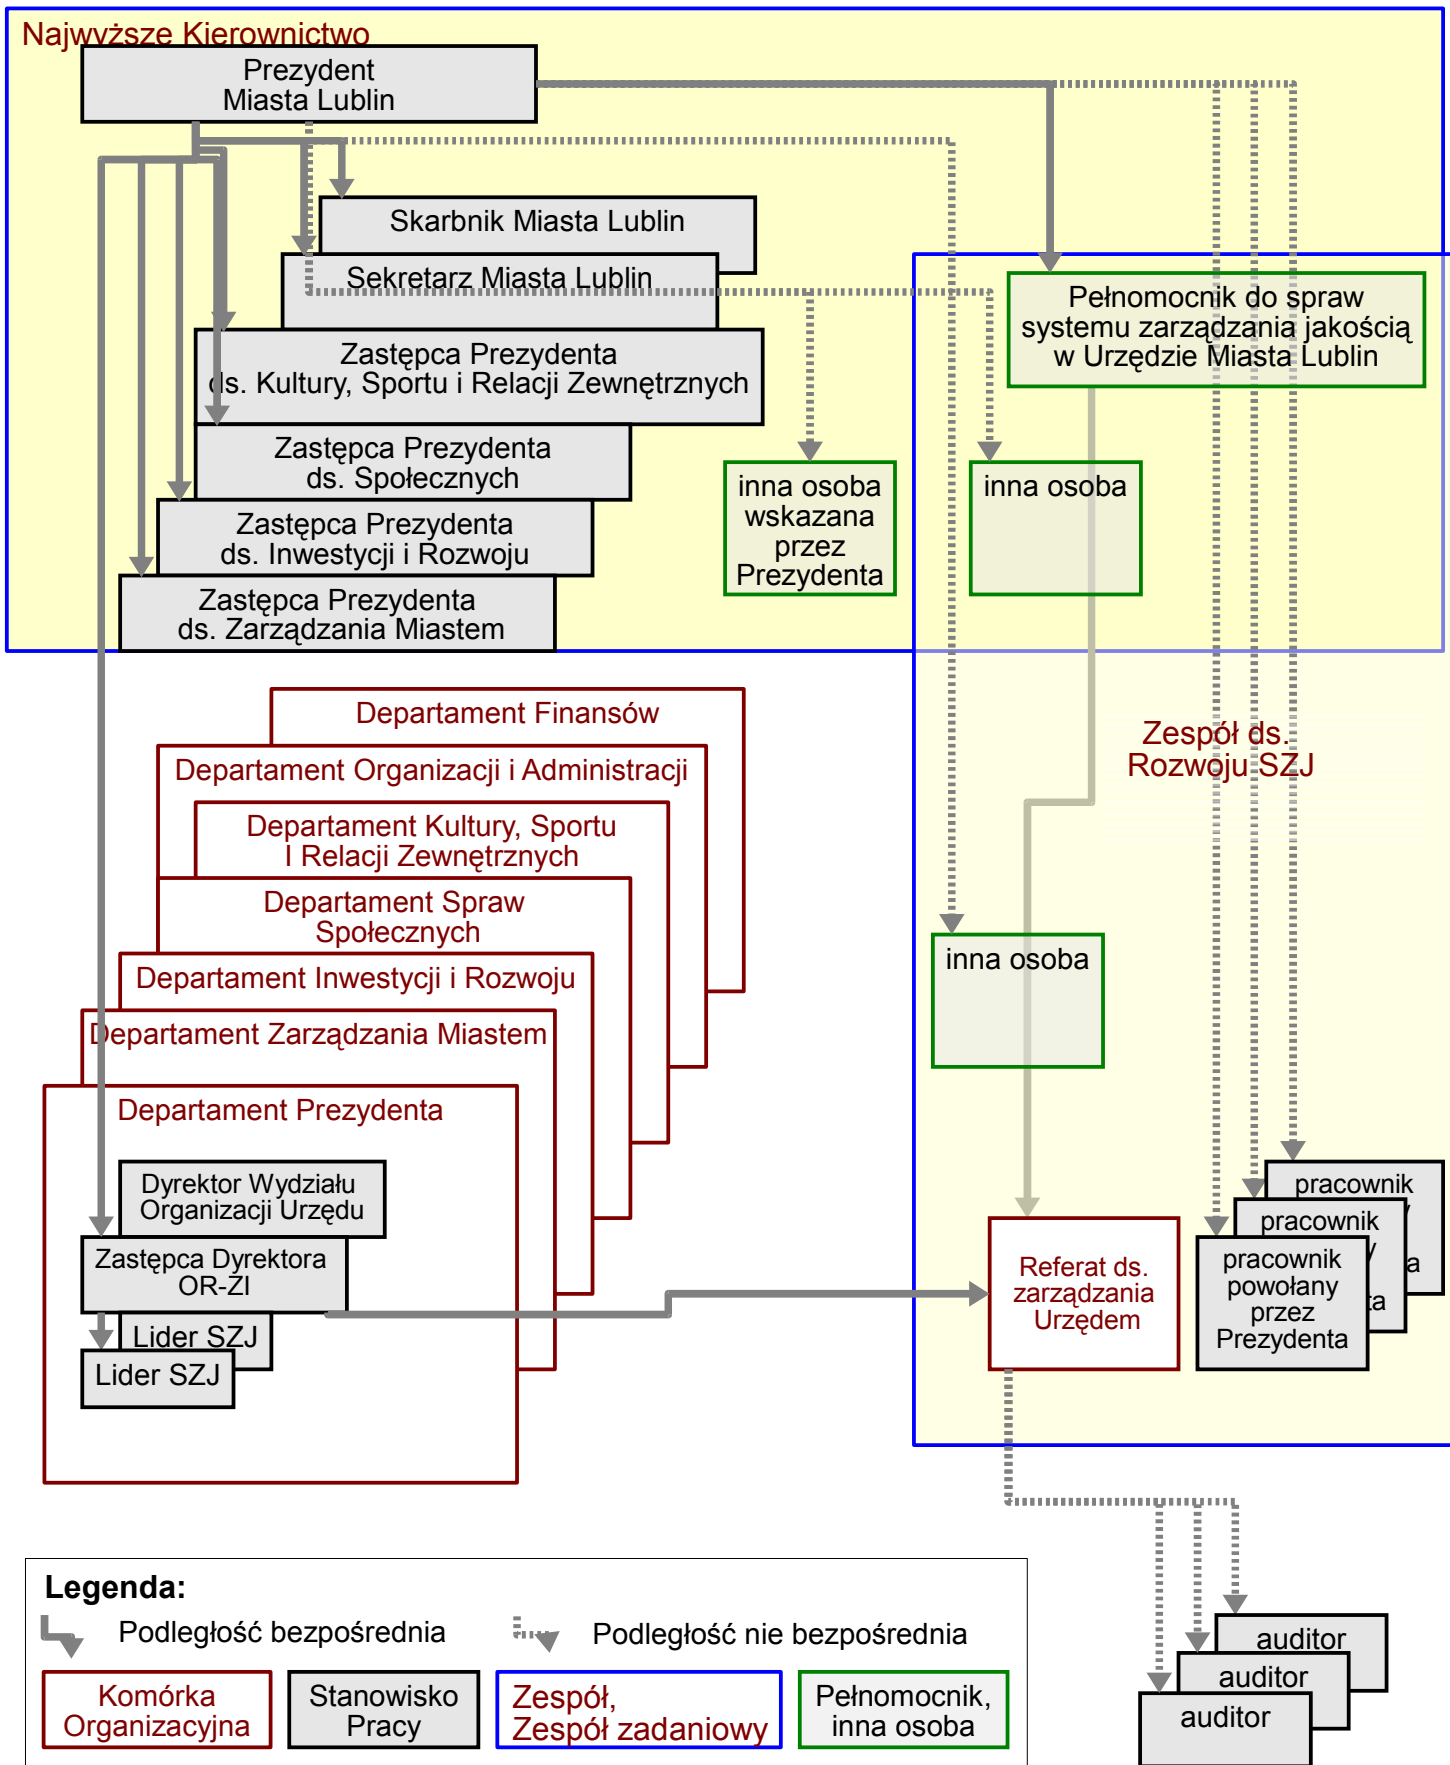 Najwyższe Kierownictwo
Prezydent
Miasta Lublin
Skarbnik Miasta Lublin
Sekretarz Miasta Lublin
Zastępca Prezydenta
ds. Kultury, Sportu i Relacji Zewnętrznych
Zastępca Prezydenta
ds. Społecznych
Zastępca Prezydenta
ds. Inwestycji i Rozwoju
Zastępca Prezydenta
ds. Zarządzania Miastem
inna osoba
wskazana
przez
Prezydenta
inna osoba
Pełnomocnik do spraw
systemu zarządzania jakością
w Urzędzie Miasta Lublin
Zespół ds.
Rozwoju SZJ
Departament Finansów
Departament Organizacji i Administracji
Departament Kultury, Sportu
I Relacji Zewnętrznych
Departament Spraw
Społecznych
Departament Inwestycji i Rozwoju
Departament Zarządzania Miastem
Departament Prezydenta
Dyrektor Wydziału
Organizacji Urzędu
Zastępca Dyrektora
OR-ZI
Lider SZJ
Lider SZJ
inna osoba
Referat ds.
zarządzania
Urzędem
pracownik
y
a
pracownik
y
ta
pracownik
powołany
przez
Prezydenta
auditor
auditor
auditor
Legenda:
Podległość bezpośrednia
Podległość nie bezpośrednia
Komórka
Organizacyjna
Stanowisko
Pracy
Zespół,
Zespół zadaniowy
Pełnomocnik,
inna osoba